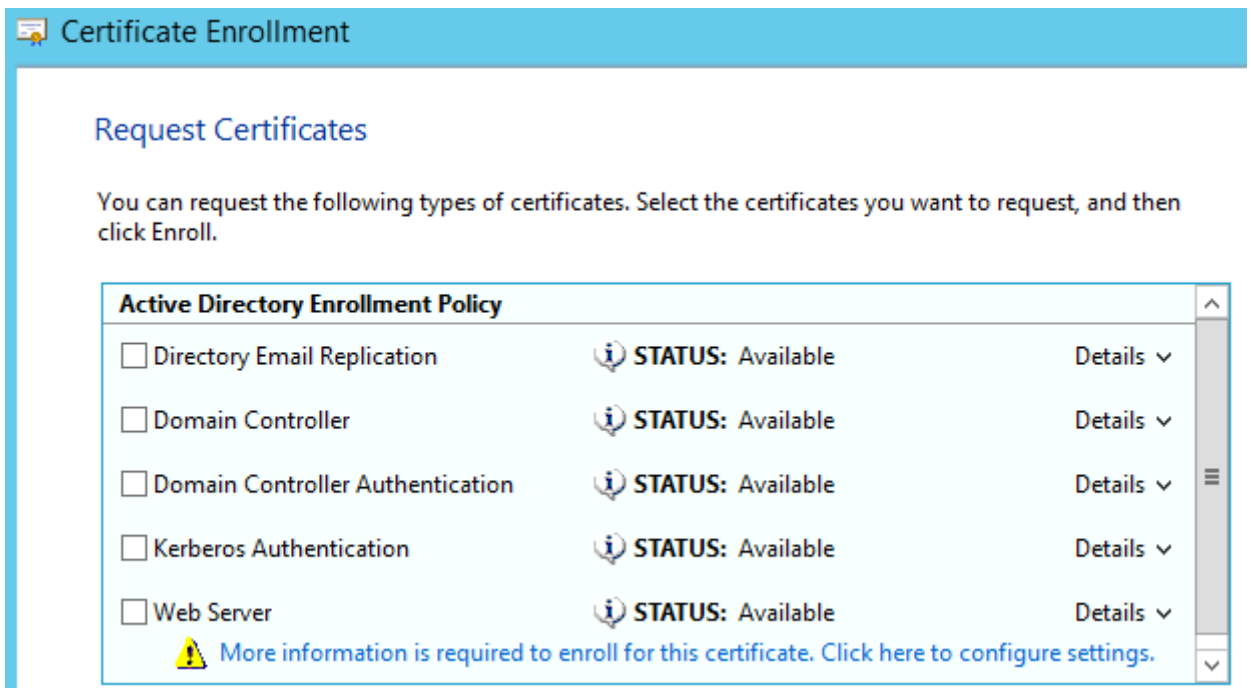 Certificate Enrollment
Request Certificates
You can request the following types of certificates. Select the certificates you want to request, and then
click Enroll.
Active Directory Enrollment Policy
Directory Email Replication STATUS: Available Details
Domain Controller STATUS: Available Details
Domain Controller Authentication STATUS: Available Details
Kerberos Authentication STATUS: Available Details
Web Server STATUS: Available Details
More information is required to enroll for this certificate. Click here to configure settings.